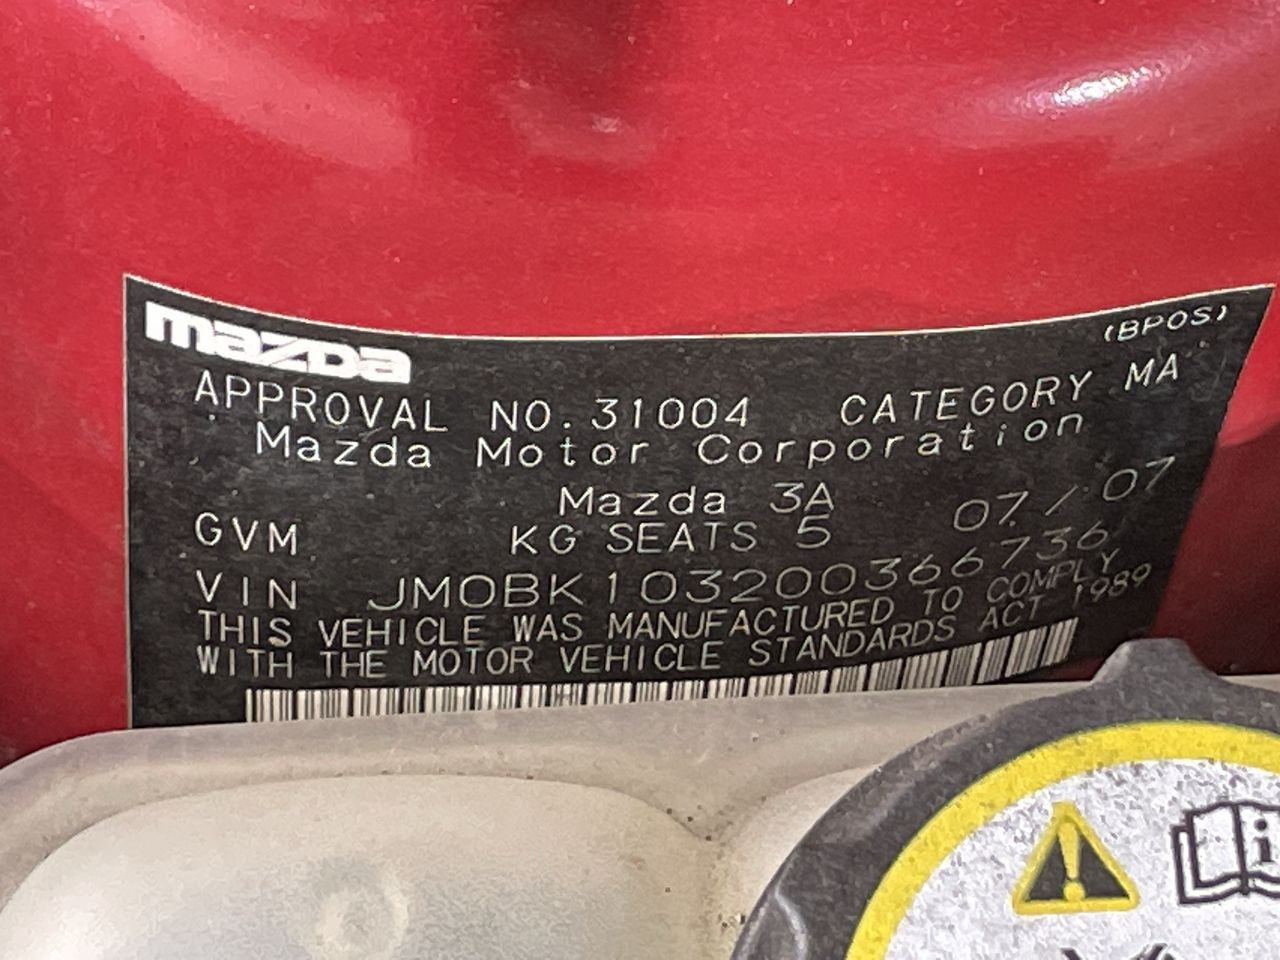 mazda
(BPOS)
APPROVAL NO.31004 CATEGORY MA
Mazda Motor Corporation
Mazda 3A 07/07
GVM KG SEATS 5
VIN JM0BK103200366736
THIS VEHICLE WAS MANUFACTURED TO COMPLY
WITH THE MOTOR VEHICLE STANDARDS ACT 1989